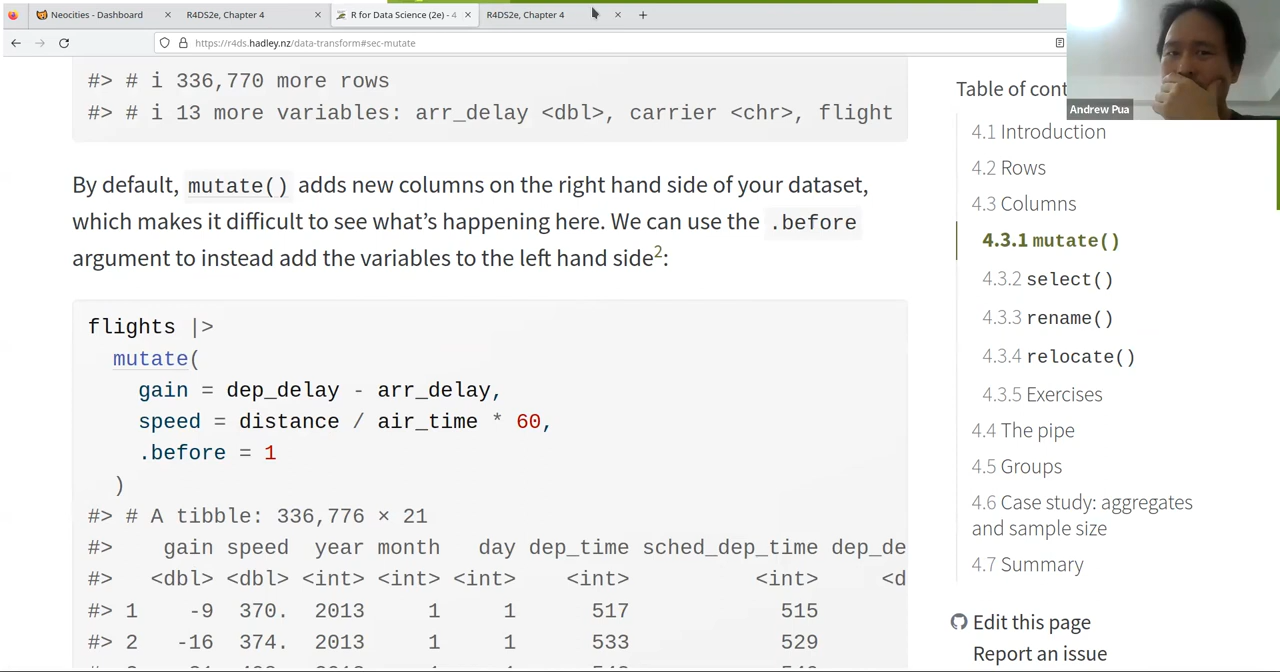 Neocities - Dashboard
R4DS2e, Chapter 4
R for Data Science (2e) - 4
R4DS2e, Chapter 4
https://r4ds.hadley.nz/data-transform#sec-mutate
Andrew Pua
#> # i 336,770 more rows
#> # i 13 more variables: arr_delay <dbl>, carrier <chr>, flight
By default, mutate() adds new columns on the right hand side of your dataset,
which makes it difficult to see what's happening here. We can use the .before
argument to instead add the variables to the left hand side2:
flights |>
mutate(
gain = dep_delay - arr_delay,
speed = distance / air_time * 60,
.before = 1
)
#> # A tibble: 336,776 × 21
#> gain speed year month day dep_time sched_dep_time dep_de
#> <dbl> <dbl> <int> <int> <int> <int> <int> <d
#> 1 -9 370. 2013 1 1 517 515
#> 2 -16 374. 2013 1 1 533 529
Table of cont
4.1 Introduction
4.2 Rows
4.3 Columns
4.3.1 mutate()
4.3.2 select()
4.3.3 rename()
4.3.4 relocate()
4.3.5 Exercises
4.4 The pipe
4.5 Groups
4.6 Case study: aggregates
and sample size
4.7 Summary
Edit this page
Report an issue